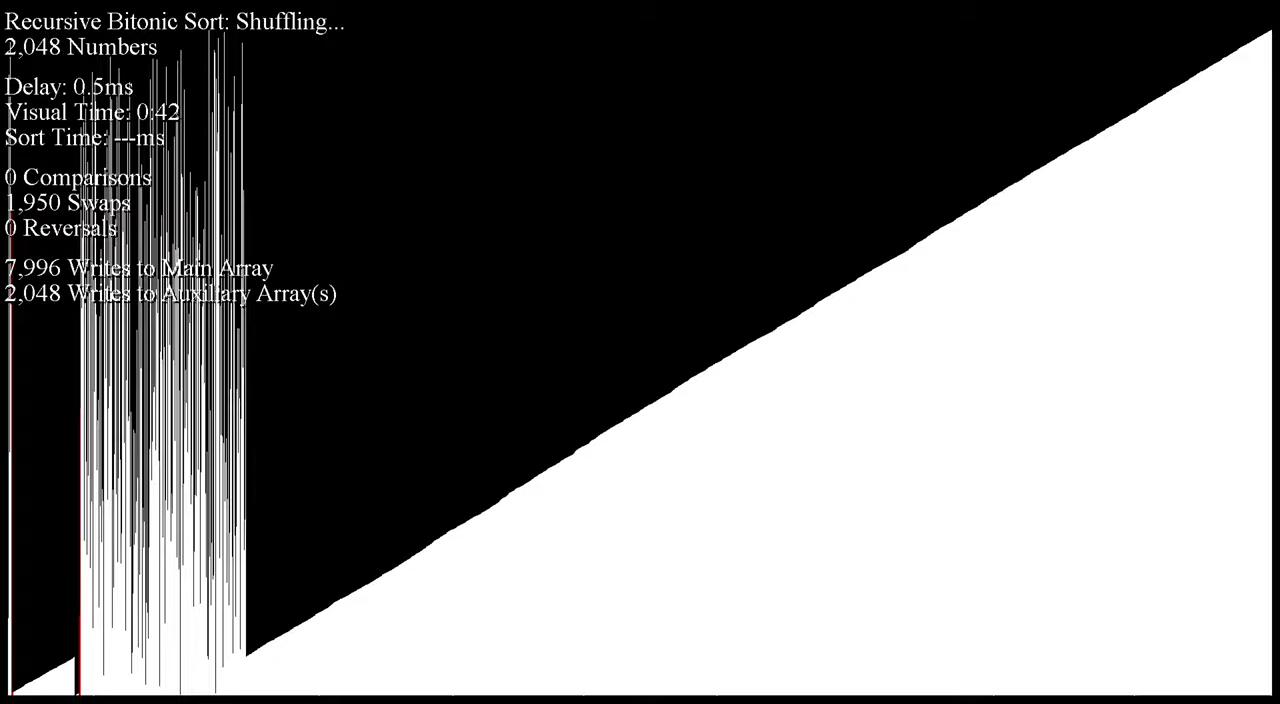 Recursive Bitonic Sort: Shuffling...
2,048 Numbers
Delay: 0.5ms
Visual Time: 0:42
Sort Time: ---ms
0 Comparisons
1,950 Swaps
0 Reversals
7,996 Writes to Main Array
2,048 Writes to Auxiliary Array(s)